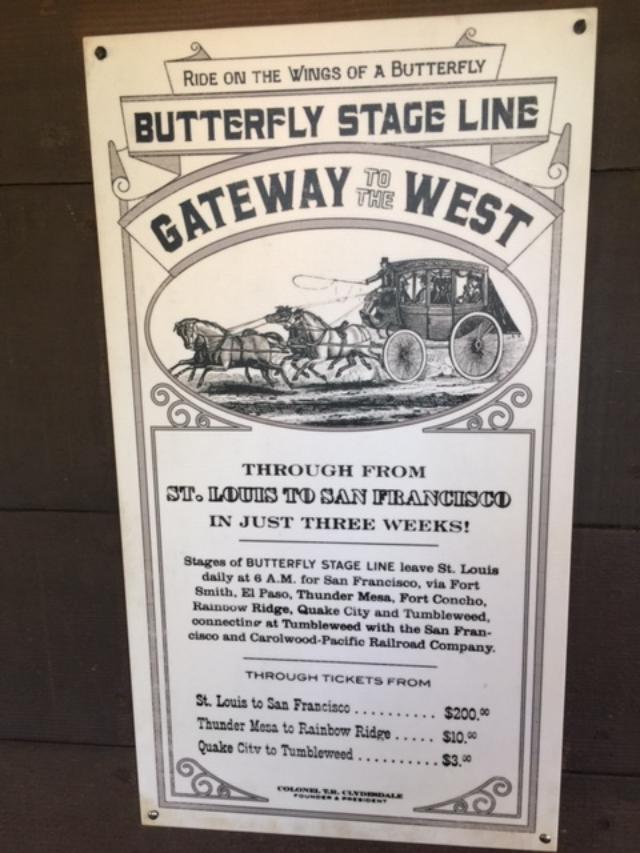 RIDE ON THE WINGS OF A BUTTERFLY
BUTTERFLY STAGE LINE
GATEWAY TO THE WEST
THROUGH FROM
ST. LOUIS TO SAN FRANCISCO
IN JUST THREE WEEKS!
Stages of BUTTERFLY STAGE LINE leave St. Louis
daily at 6 A.M. for San Francisco, via Fort
Smith, El Paso, Thunder Mesa, Fort Concho,
Rainbow Ridge, Quake City and Tumbleweed,
connecting at Tumbleweed with the San Fran-
cisco and Carolwood-Pacific Railroad Company.
THROUGH TICKETS FROM
St. Louis to San Francisco .......... $200.00
Thunder Mesa to Rainbow Ridge ..... $10.00
Quake City to Tumbleweed .......... $3.00
COLONEL T.R. CLYDESDALE
FOUNDER & PRESIDENT